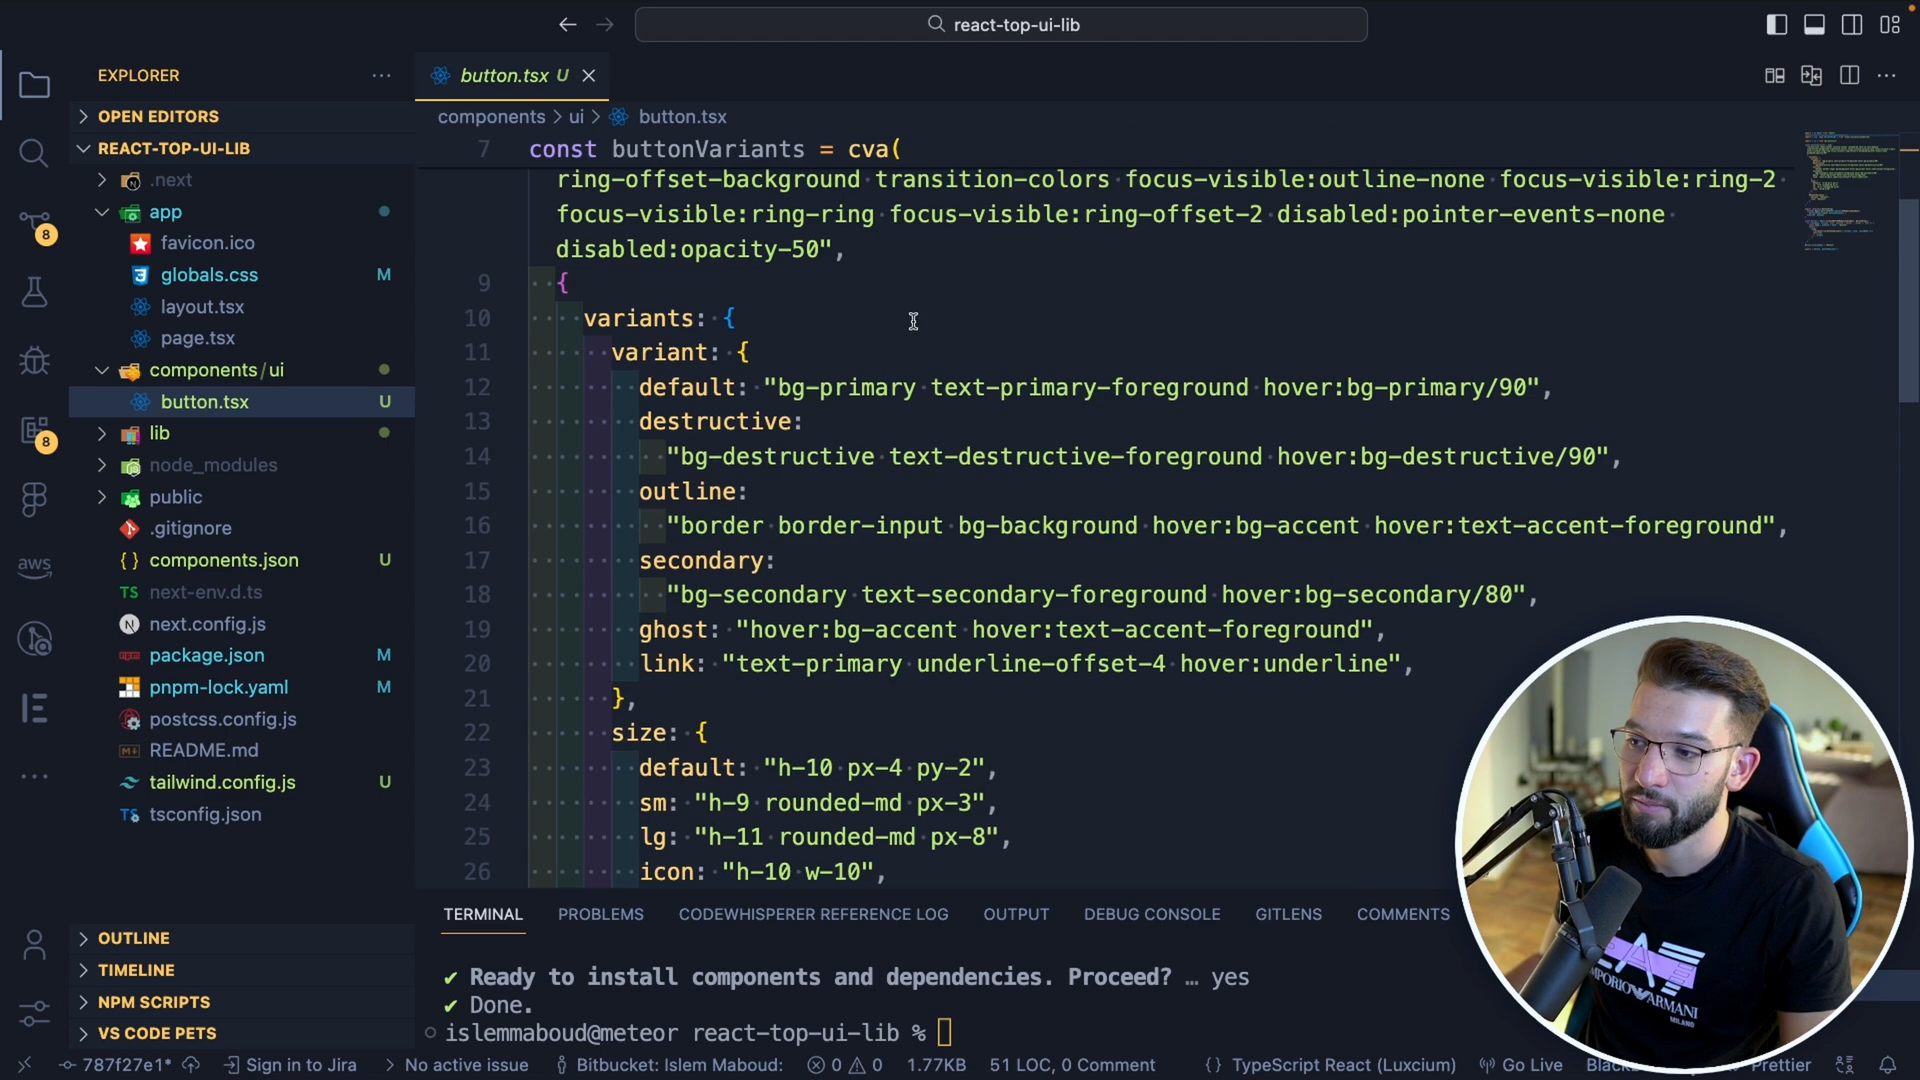 react-top-ui-lib
EXPLORER
button.tsx U
OPEN EDITORS
components > ui > button.tsx
REACT-TOP-UI-LIB
.next
app
favicon.ico
globals.css M
layout.tsx
page.tsx
components/ui
button.tsx U
lib
node_modules
public
.gitignore
components.json U
next-env.d.ts
next.config.js
package.json M
pnpm-lock.yaml M
postcss.config.js
README.md
tailwind.config.js U
tsconfig.json
OUTLINE
TIMELINE
NPM SCRIPTS
VS CODE PETS
8
8
aws
7 const buttonVariants = cva(
ring-offset-background transition-colors focus-visible:outline-none focus-visible:ring-2
focus-visible:ring-ring focus-visible:ring-offset-2 disabled:pointer-events-none
disabled:opacity-50",
9 {
10 variants: {
11 variant: {
12 default: "bg-primary text-primary-foreground hover:bg-primary/90",
13 destructive:
14 "bg-destructive text-destructive-foreground hover:bg-destructive/90",
15 outline:
16 "border border-input bg-background hover:bg-accent hover:text-accent-foreground",
17 secondary:
18 "bg-secondary text-secondary-foreground hover:bg-secondary/80",
19 ghost: "hover:bg-accent hover:text-accent-foreground",
20 link: "text-primary underline-offset-4 hover:underline",
21 },
22 size: {
23 default: "h-10 px-4 py-2",
24 sm: "h-9 rounded-md px-3",
25 lg: "h-11 rounded-md px-8",
26 icon: "h-10 w-10",
TERMINAL PROBLEMS CODEWHISPERER REFERENCE LOG OUTPUT DEBUG CONSOLE GITLENS COMMENTS
✔ Ready to install components and dependencies. Proceed? … yes
✔ Done.
islemmaboud@meteor react-top-ui-lib %
EMPORIO ARMANI
MILANO
787f27e1* Sign in to Jira > No active issue Bitbucket: Islem Maboud: 0 0 1.77KB 51 LOC, 0 Comment {} TypeScript React (Luxcium) Go Live Prettier